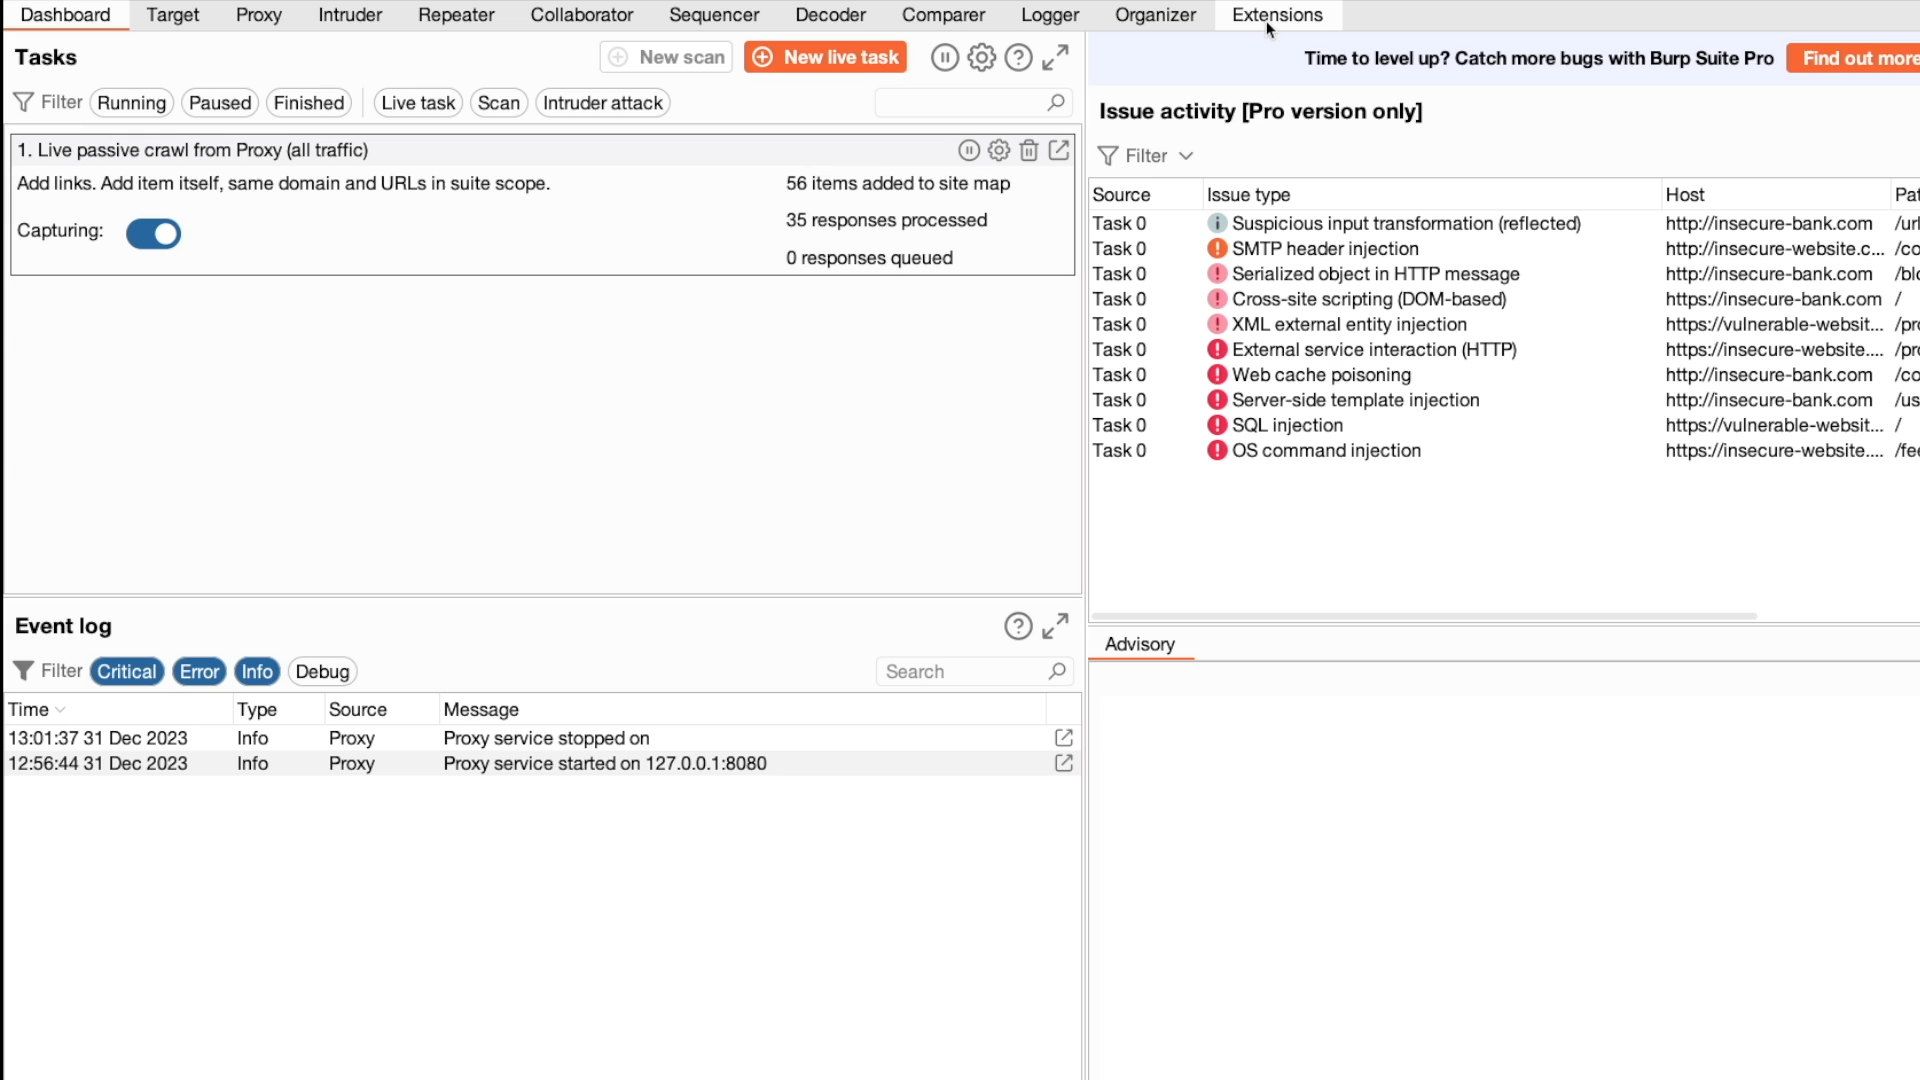 Dashboard Target Proxy Intruder Repeater Collaborator Sequencer Decoder Comparer Logger Organizer Extensions
Tasks
New scan
New live task
Filter Running Paused Finished Live task Scan Intruder attack
1. Live passive crawl from Proxy (all traffic)
Add links. Add item itself, same domain and URLs in suite scope.
56 items added to site map
Capturing:
35 responses processed
0 responses queued
Event log
Filter Critical Error Info Debug
Search
Time Type Source Message
13:01:37 31 Dec 2023 Info Proxy Proxy service stopped on
12:56:44 31 Dec 2023 Info Proxy Proxy service started on 127.0.0.1:8080
Time to level up? Catch more bugs with Burp Suite Pro
Find out more
Issue activity [Pro version only]
Filter
Source Issue type Host Pat
Task 0 Suspicious input transformation (reflected) http://insecure-bank.com /url
Task 0 SMTP header injection http://insecure-website.c... /co
Task 0 Serialized object in HTTP message http://insecure-bank.com /blo
Task 0 Cross-site scripting (DOM-based) https://insecure-bank.com /
Task 0 XML external entity injection https://vulnerable-websit... /pro
Task 0 External service interaction (HTTP) https://insecure-website.... /pro
Task 0 Web cache poisoning http://insecure-bank.com /co
Task 0 Server-side template injection http://insecure-bank.com /us
Task 0 SQL injection https://vulnerable-websit... /
Task 0 OS command injection https://insecure-website.... /fee
Advisory